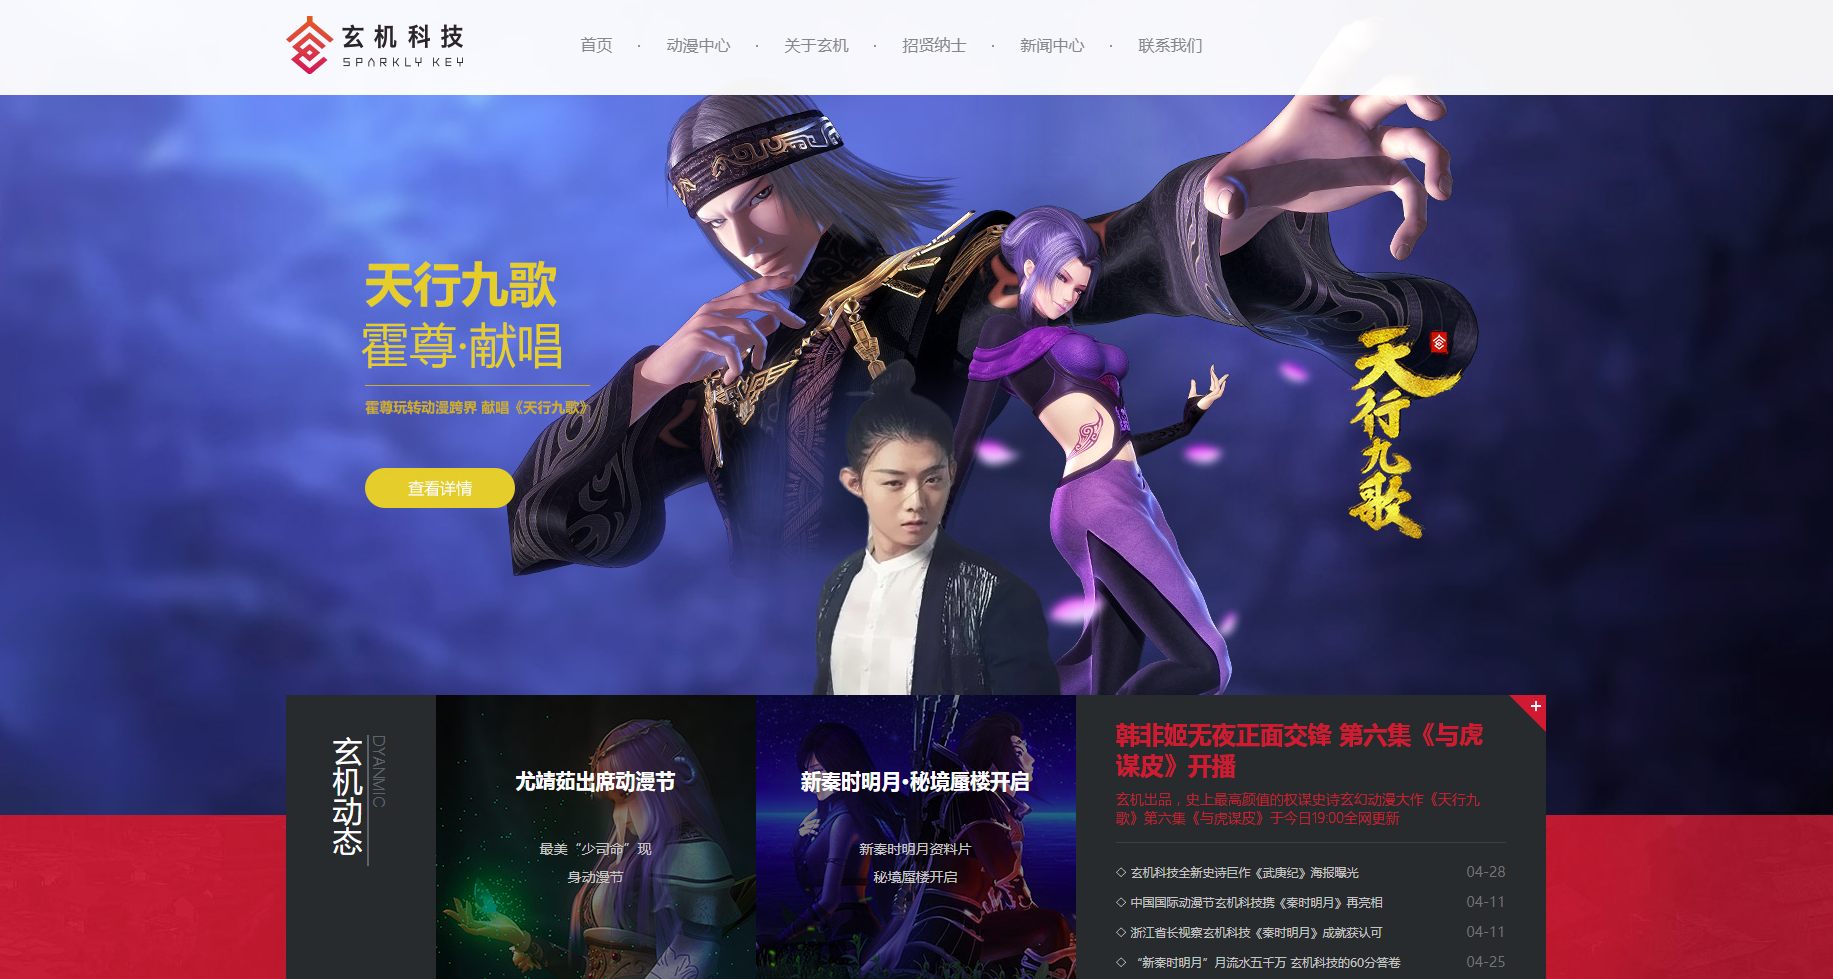 玄机科技
SPARKLY KEY
首页 · 动漫中心 · 关于玄机 · 招贤纳士 · 新闻中心 · 联系我们
天行九歌
霍尊·献唱
霍尊玩转动漫跨界 献唱《天行九歌》
查看详情
天行九歌
玄机动态
DYANMIC
尤靖茹出席动漫节
最美“少司命”现
身动漫节
新秦时明月·秘境蜃楼开启
新秦时明月资料片
秘境蜃楼开启
+
韩非姬无夜正面交锋 第六集《与虎
谋皮》开播
玄机出品，史上最高颜值的权谋史诗玄幻动漫大作《天行九
歌》第六集《与虎谋皮》于今日19:00全网更新
◇ 玄机科技全新史诗巨作《武庚纪》海报曝光 04-28
◇ 中国国际动漫节玄机科技携《秦时明月》再亮相 04-11
◇ 浙江省长视察玄机科技《秦时明月》成就获认可 04-11
◇ “新秦时明月”月流水五千万 玄机科技的60分答卷 04-25